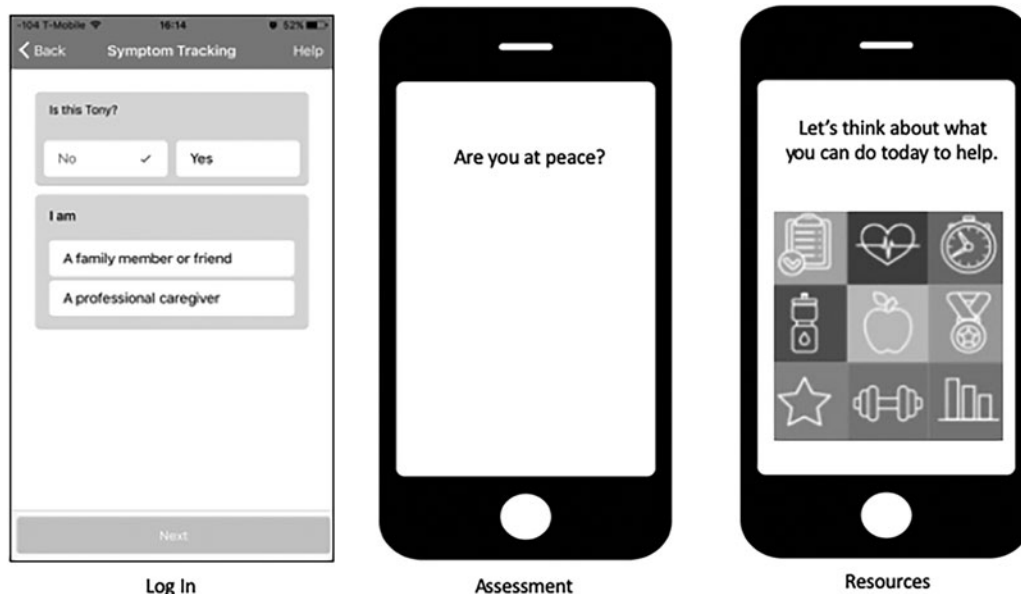 -104 T-Mobile 16:14 52%
Back Symptom Tracking Help
Is this Tony?
No Yes
I am
A family member or friend
A professional caregiver
Next
Log In
Are you at peace?
Assessment
Let's think about what
you can do today to help.
Resources